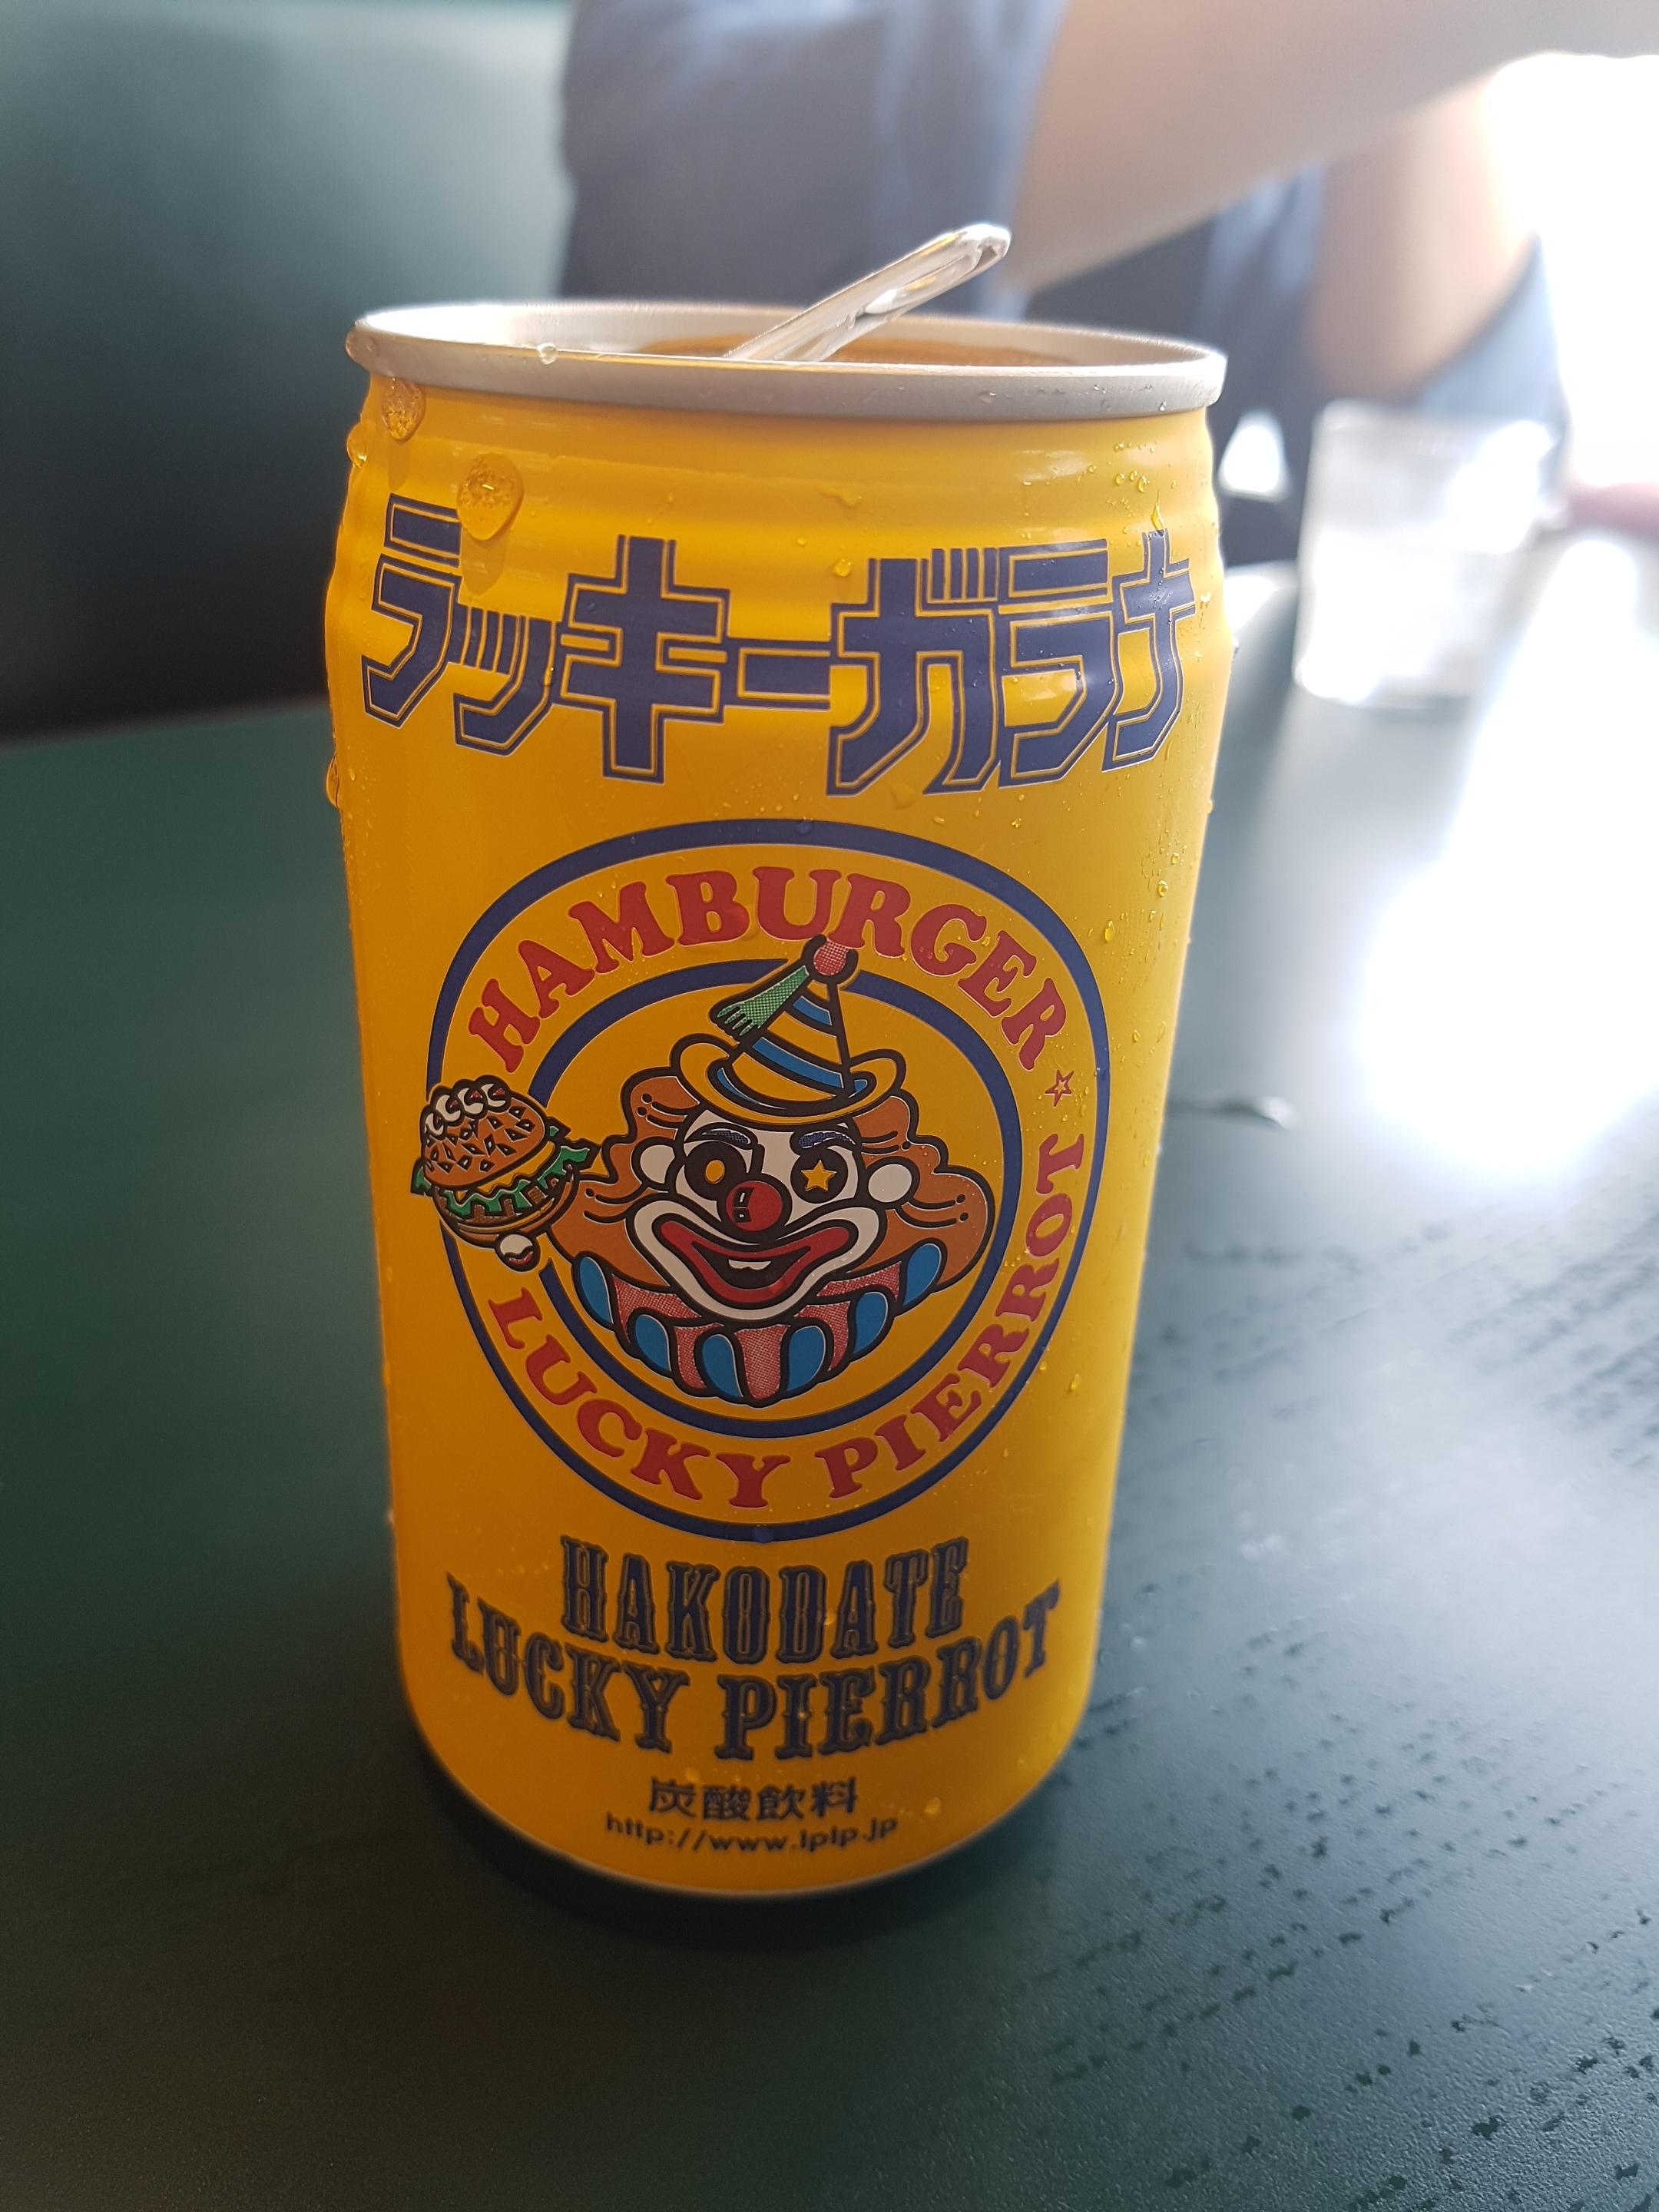 ラッキーガラナ
HAMBURGER ☆
LUCKY PIERROT
HAKODATE
LUCKY PIERROT
炭酸飲料
http://www.lplp.jp